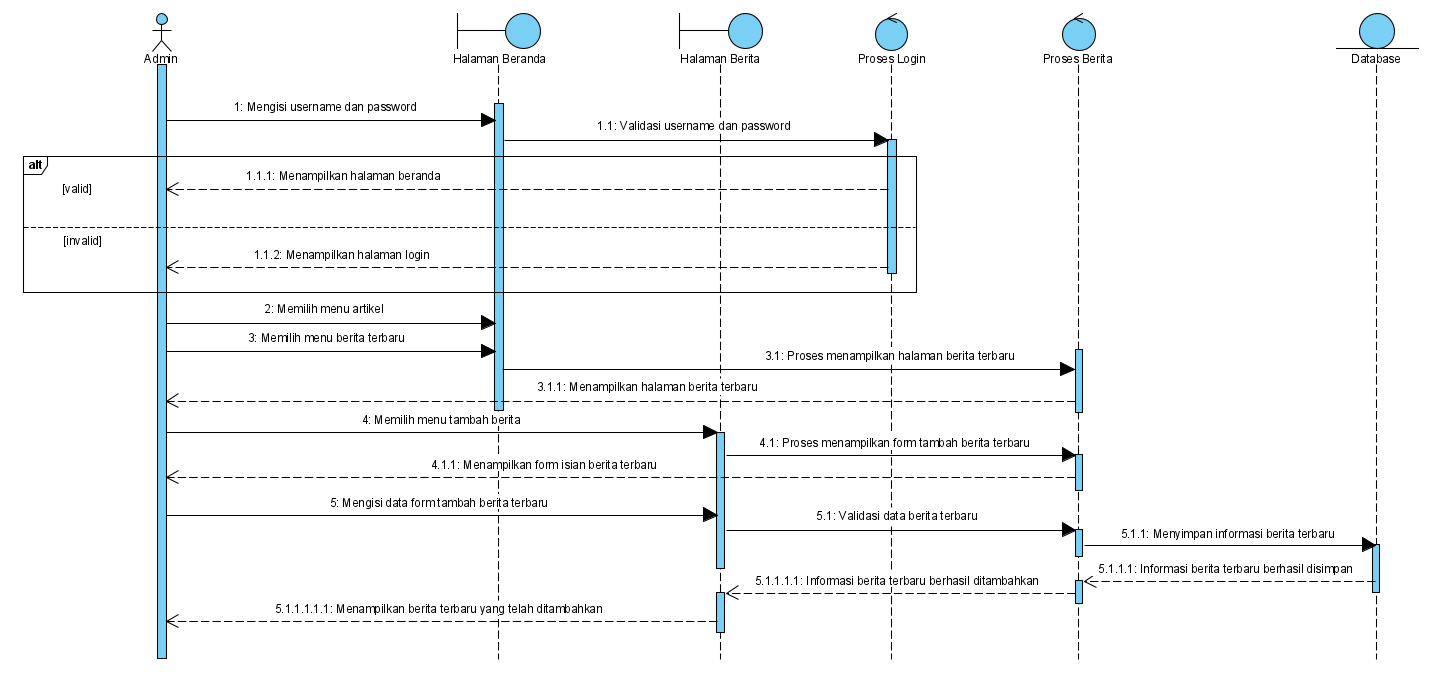 Admin
Halaman Beranda
Halaman Berita
Proses Login
Proses Berita
Database
1: Mengisi username dan password
1.1: Validasi username dan password
alt
1.1.1: Menampilkan halaman beranda
[valid]
[invalid]
1.1.2: Menampilkan halaman login
2: Memilih menu artikel
3: Memilih menu berita terbaru
3.1: Proses menampilkan halaman berita terbaru
3.1.1: Menampilkan halaman berita terbaru
4: Memilih menu tambah berita
4.1: Proses menampilkan form tambah berita terbaru
4.1.1: Menampilkan form isian berita terbaru
5: Mengisi data form tambah berita terbaru
5.1: Validasi data berita terbaru
5.1.1: Menyimpan informasi berita terbaru
5.1.1.1: Informasi berita terbaru berhasil disimpan
5.1.1.1.1: Informasi berita terbaru berhasil ditambahkan
5.1.1.1.1.1: Menampilkan berita terbaru yang telah ditambahkan